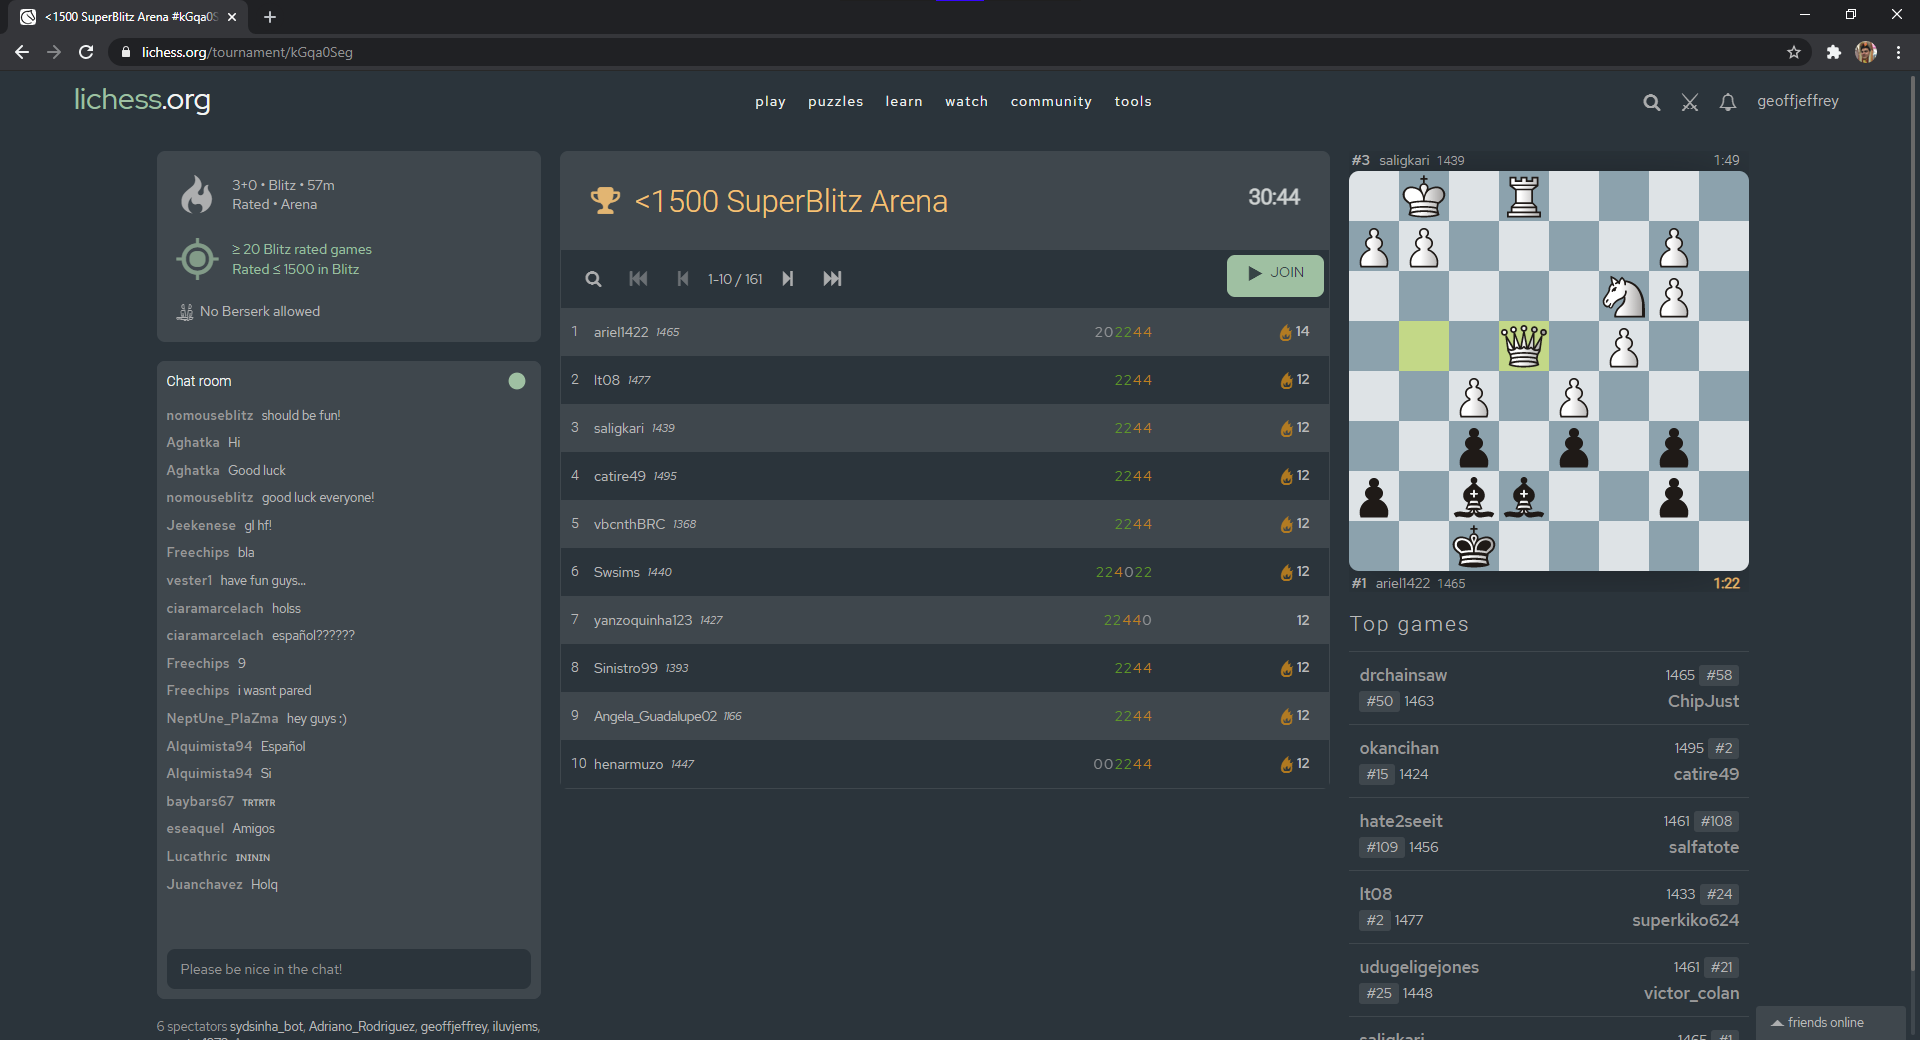 <1500 SuperBlitz Arena #kGqa0S
lichess.org/tournament/kGqa0Seg
lichess.org
play puzzles learn watch community tools
geoffjeffrey
3+0 • Blitz • 57m
Rated • Arena
≥ 20 Blitz rated games
Rated ≤ 1500 in Blitz
No Berserk allowed
Chat room
nomouseblitz should be fun!
Aghatka Hi
Aghatka Good luck
nomouseblitz good luck everyone!
Jeekenese gl hf!
Freechips bla
vester1 have fun guys...
ciaramarcelach holss
ciaramarcelach español??????
Freechips 9
Freechips i wasnt pared
NeptUne_PlaZma hey guys :)
Alquimista94 Español
Alquimista94 Si
baybars67 TRTRTR
eseaquel Amigos
Lucathric INININ
Juanchavez Holq
Please be nice in the chat!
6 spectators sydsinha_bot, Adriano_Rodriguez, geoffjeffrey, iluvjems,
<1500 SuperBlitz Arena 30:44
1-10 / 161 JOIN
1 ariel1422 1465 202244 14
2 lt08 1477 2244 12
3 saligkari 1439 2244 12
4 catire49 1495 2244 12
5 vbcnthBRC 1368 2244 12
6 Swsims 1440 224022 12
7 yanzoquinha123 1427 22440 12
8 Sinistro99 1393 2244 12
9 Angela_Guadalupe02 1166 2244 12
10 henarmuzo 1447 002244 12
#3 saligkari 1439 1:49
#1 ariel1422 1465 1:22
Top games
drchainsaw 1465 #58
#50 1463 ChipJust
okancihan 1495 #2
#15 1424 catire49
hate2seeit 1461 #108
#109 1456 salfatote
lt08 1433 #24
#2 1477 superkiko624
udugeligejones 1461 #21
#25 1448 victor_colan
saligkari 1465 #1
friends online